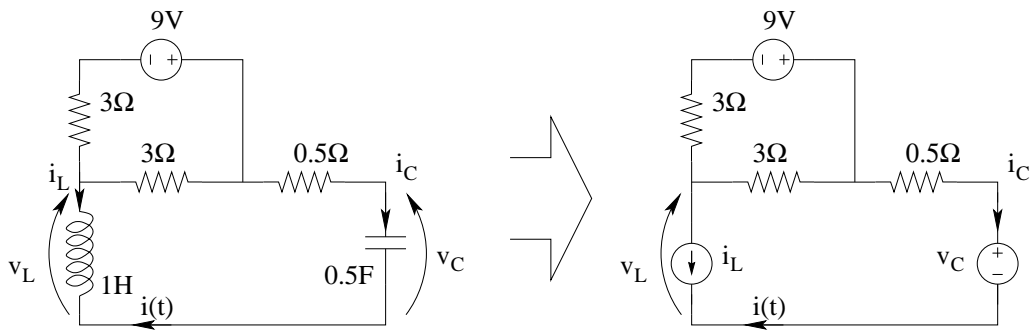 9V
- +
3Ω
3Ω
0.5Ω
i_L
i_C
v_L
1H
0.5F
v_C
i(t)
9V
- +
3Ω
3Ω
0.5Ω
i_C
v_L
i_L
v_C
+
-
i(t)